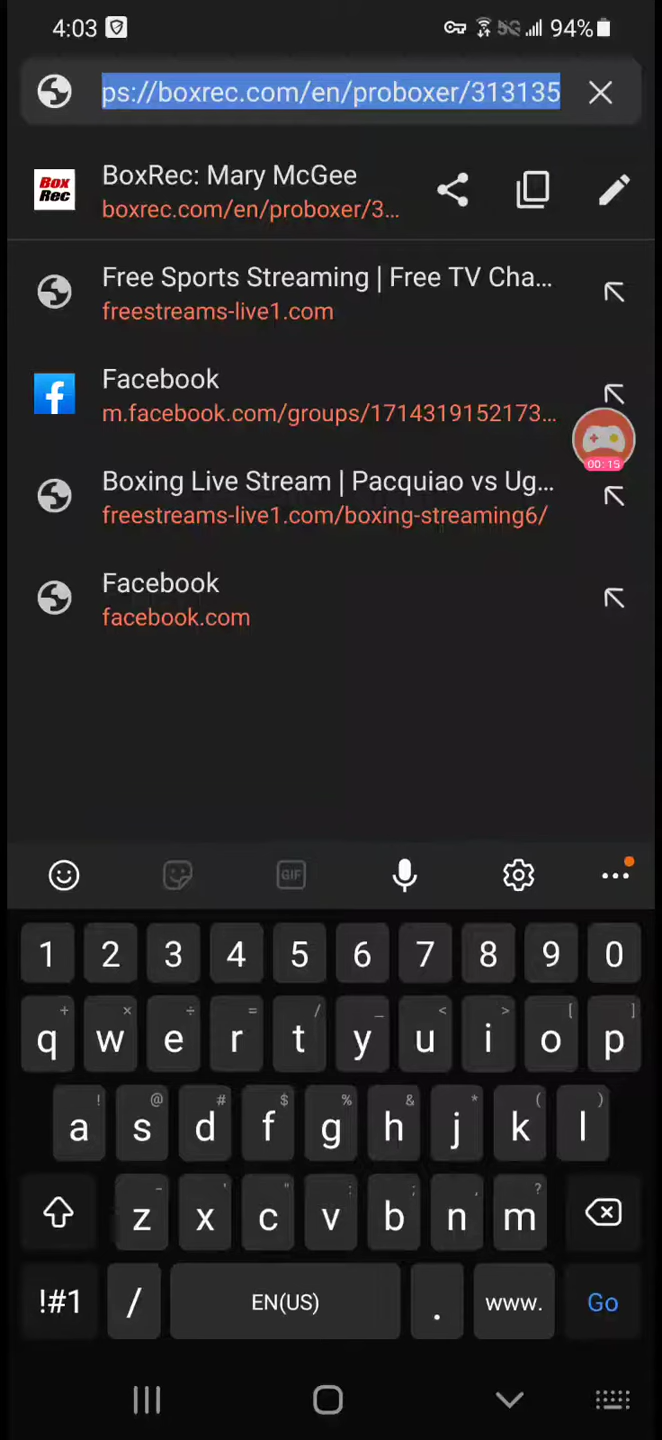 4:03 5G 94%
ps://boxrec.com/en/proboxer/313135
Box
Rec
BoxRec: Mary McGee
boxrec.com/en/proboxer/3...
Free Sports Streaming | Free TV Cha...
freestreams-live1.com
Facebook
m.facebook.com/groups/1714319152173...
00:15
Boxing Live Stream | Pacquiao vs Ug...
freestreams-live1.com/boxing-streaming6/
Facebook
facebook.com
GIF
1 2 3 4 5 6 7 8 9 0
+ × ÷ = / _ < > [ ]
q w e r t y u i o p
! @ # $ % & * ( )
a s d f g h j k l
- ' " : ; , ?
z x c v b n m
!#1 / EN(US) . www. Go